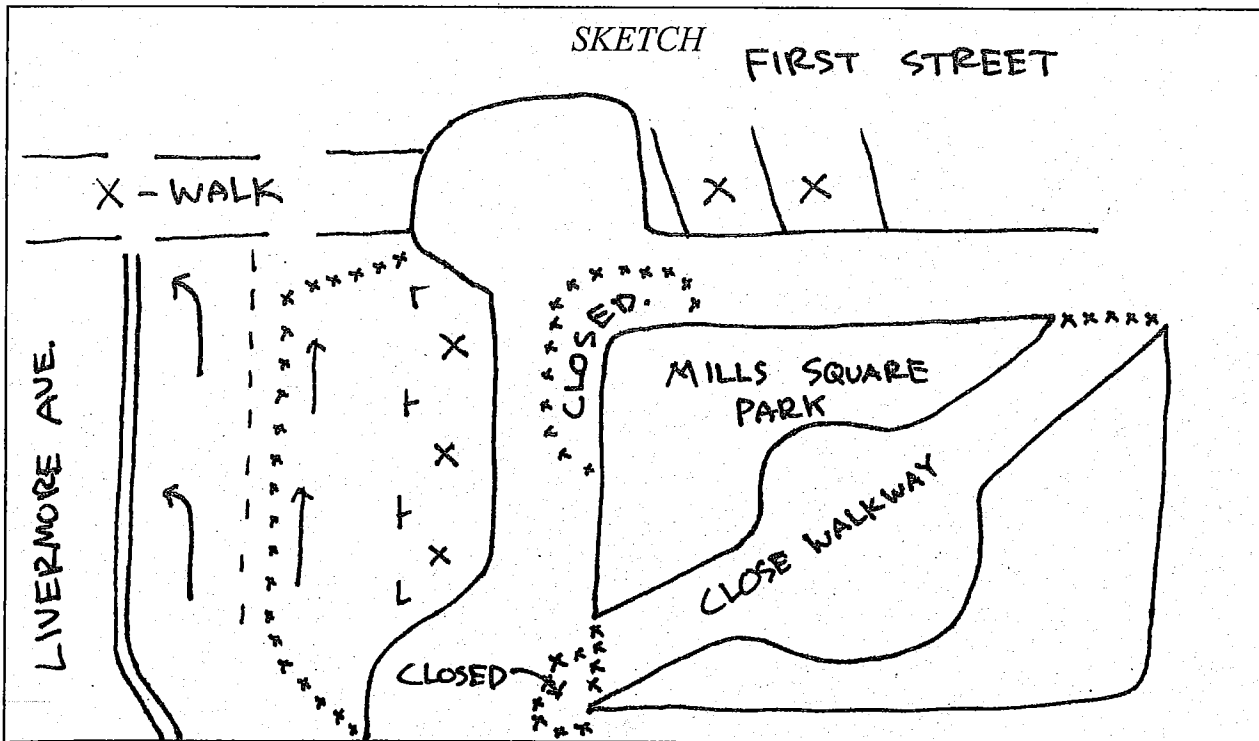 SKETCH
FIRST STREET
X-WALK
X X
CLOSED.
X
X
X
MILLS SQUARE
PARK
LIVERMORE AVE.
CLOSE WALKWAY
CLOSED